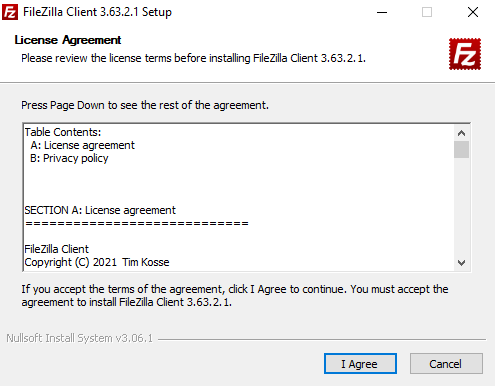 FileZilla Client 3.63.2.1 Setup
License Agreement
Please review the license terms before installing FileZilla Client 3.63.2.1.
Fz
Press Page Down to see the rest of the agreement.
Table Contents:
A: License agreement
B: Privacy policy
SECTION A: License agreement
============================
FileZilla Client
Copyright (C) 2021 Tim Kosse
If you accept the terms of the agreement, click I Agree to continue. You must accept the
agreement to install FileZilla Client 3.63.2.1.
Nullsoft Install System v3.06.1
I Agree
Cancel